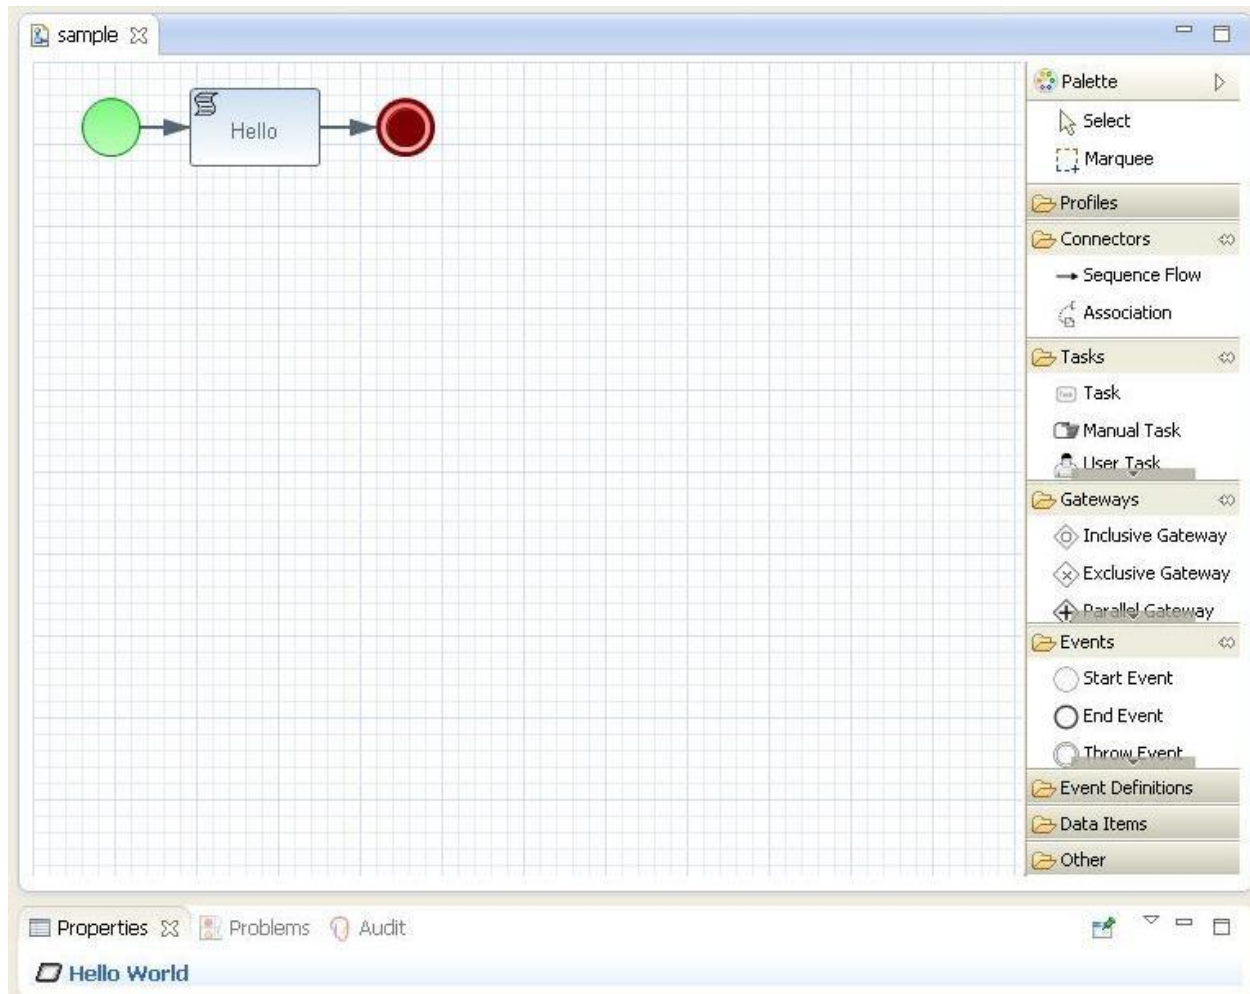 sample
Hello
Palette
Select
Marquee
Profiles
Connectors
Sequence Flow
Association
Tasks
Task
Manual Task
User Task
Gateways
Inclusive Gateway
Exclusive Gateway
Parallel Gateway
Events
Start Event
End Event
Throw Event
Event Definitions
Data Items
Other
Properties
Problems
Audit
Hello World